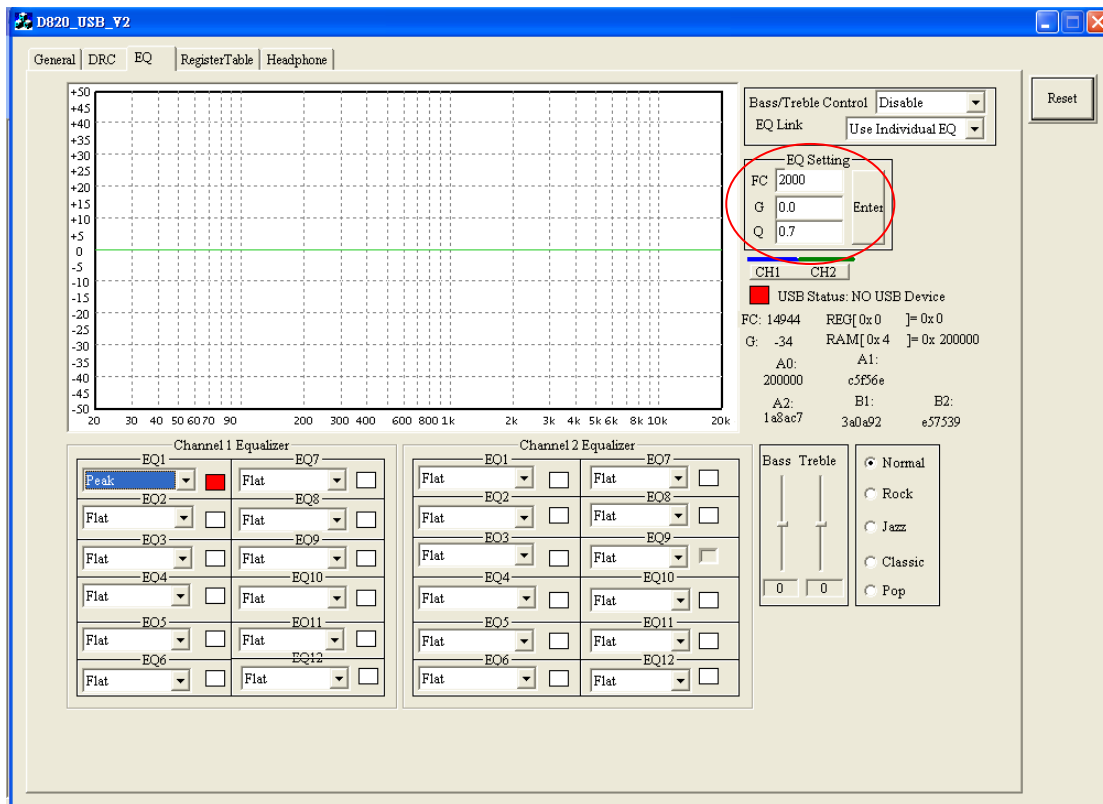 D820_USB_V2
General DRC EQ RegisterTable Headphone
Reset
+50
+45
+40
+35
+30
+25
+20
+15
+10
+5
0
-5
-10
-15
-20
-25
-30
-35
-40
-45
-50
20 30 40 50 60 70 90 200 300 400 600 800 1k 2k 3k 4k 5k 6k 8k 10k 20k
Bass/Treble Control Disable
EQ Link Use Individual EQ
EQ Setting
FC 2000
G 0.0
Q 0.7
Enter
CH1 CH2
USB Status: NO USB Device
FC: 14944 REG[ 0x 0 ]= 0x 0
G: -34 RAM[ 0x 4 ]= 0x 200000
A0: A1:
200000 c5f56e
A2: B1: B2:
1a8ac7 3a0a92 e57539
Channel 1 Equalizer
EQ1 EQ7
Peak Flat
EQ2 EQ8
Flat Flat
EQ3 EQ9
Flat Flat
EQ4 EQ10
Flat Flat
EQ5 EQ11
Flat Flat
EQ6 EQ12
Flat Flat
Channel 2 Equalizer
EQ1 EQ7
Flat Flat
EQ2 EQ8
Flat Flat
EQ3 EQ9
Flat Flat
EQ4 EQ10
Flat Flat
EQ5 EQ11
Flat Flat
EQ6 EQ12
Flat Flat
Bass Treble
0 0
Normal
Rock
Jazz
Classic
Pop